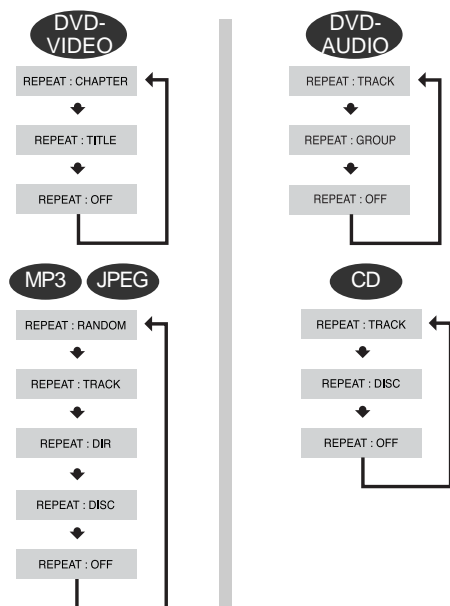 DVD-
VIDEO
REPEAT : CHAPTER
REPEAT : TITLE
REPEAT : OFF
DVD-
AUDIO
REPEAT : TRACK
REPEAT : GROUP
REPEAT : OFF
MP3 JPEG
REPEAT : RANDOM
REPEAT : TRACK
REPEAT : DIR
REPEAT : DISC
REPEAT : OFF
CD
REPEAT : TRACK
REPEAT : DISC
REPEAT : OFF